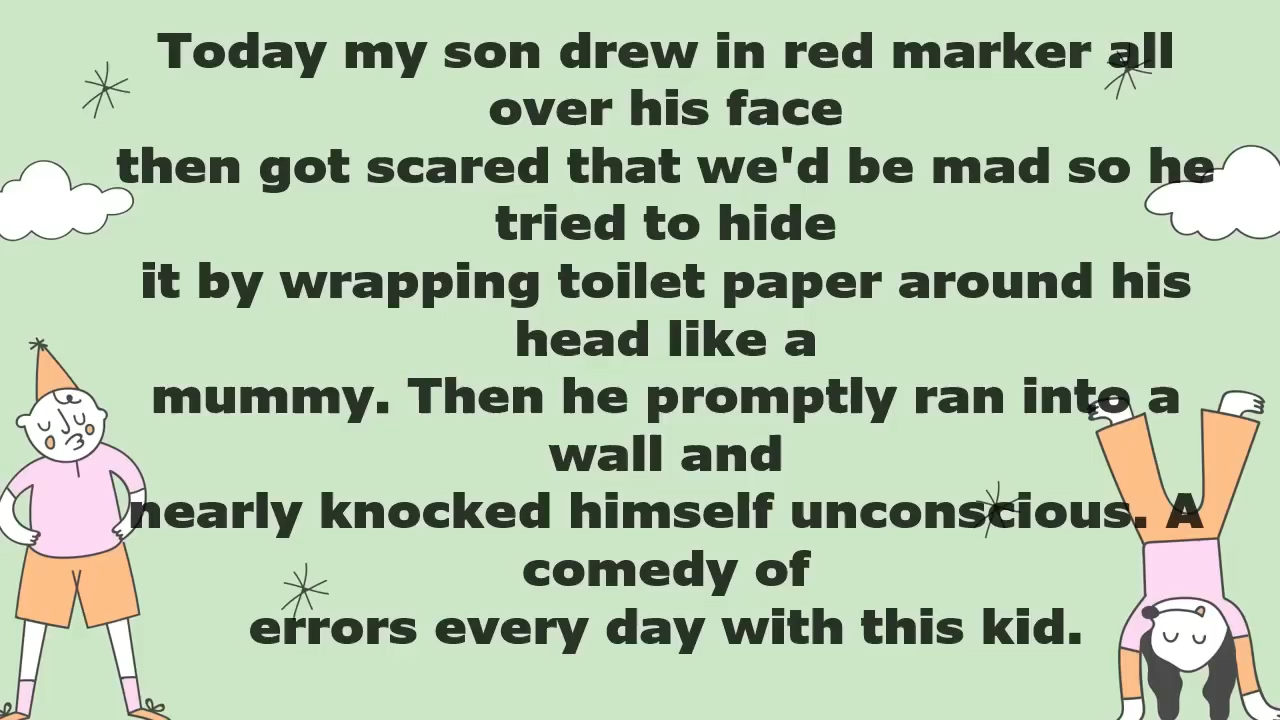 Today my son drew in red marker all
over his face
then got scared that we'd be mad so he
tried to hide
it by wrapping toilet paper around his
head like a
mummy. Then he promptly ran into a
wall and
nearly knocked himself unconscious. A
comedy of
errors every day with this kid.